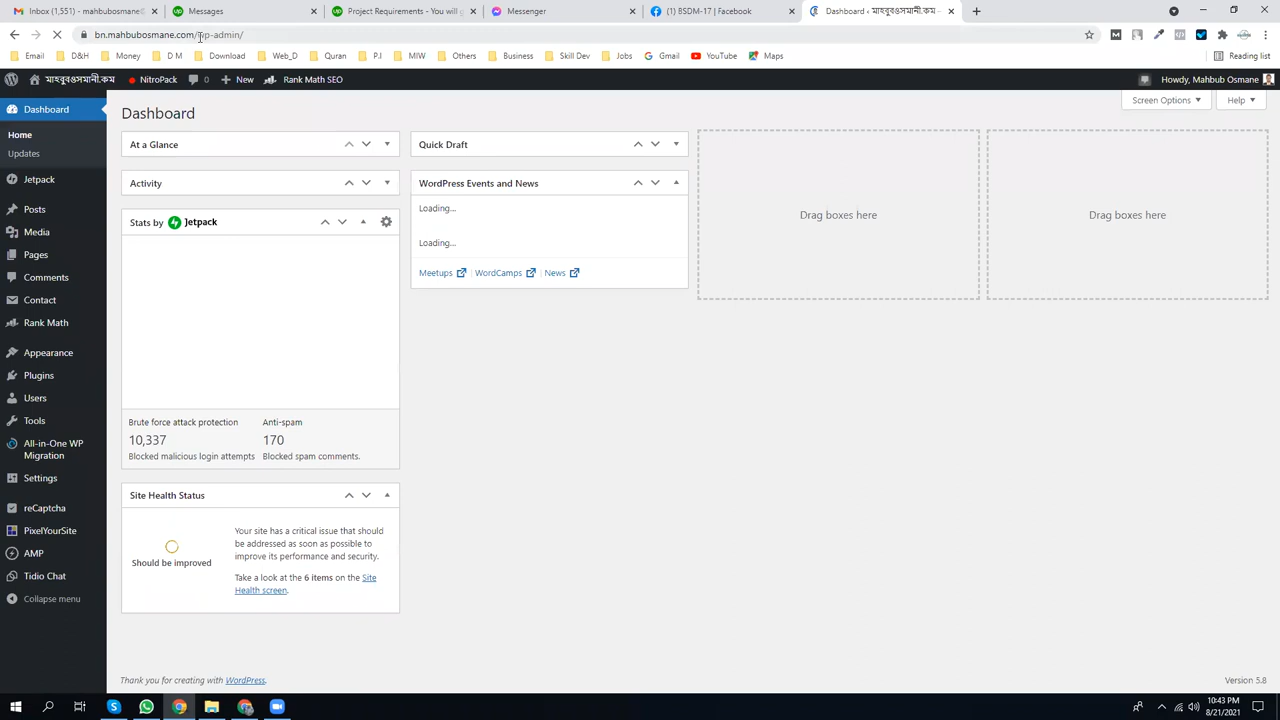 Inbox (1,551) - mahbubosmane.c
Messages
Project Requirements - You will g
Messenger
(1) BSDM-17 | Facebook
Dashboard ‹ মাহবুবওসমানী.কম —
bn.mahbubosmane.com/wp-admin/
Email
D&H
Money
D M
Download
Web_D
Quran
P.I
MIW
Others
Business
Skill Dev
Jobs
Gmail
YouTube
Maps
Reading list
মাহবুবওসমানী.কম
NitroPack
0
New
Rank Math SEO
Howdy, Mahbub Osmane
Dashboard
Home
Updates
Jetpack
Posts
Media
Pages
Comments
Contact
Rank Math
Appearance
Plugins
Users
Tools
All-in-One WP
Migration
Settings
reCaptcha
PixelYourSite
AMP
Tidio Chat
Collapse menu
Screen Options
Help
Dashboard
At a Glance
Activity
Stats by Jetpack
Brute force attack protection
10,337
Blocked malicious login attempts
Anti-spam
170
Blocked spam comments.
Site Health Status
Should be improved
Your site has a critical issue that should
be addressed as soon as possible to
improve its performance and security.
Take a look at the 6 items on the Site
Health screen.
Quick Draft
WordPress Events and News
Loading...
Loading...
Meetups
WordCamps
News
Drag boxes here
Drag boxes here
Thank you for creating with WordPress.
Version 5.8
10:43 PM
8/21/2021